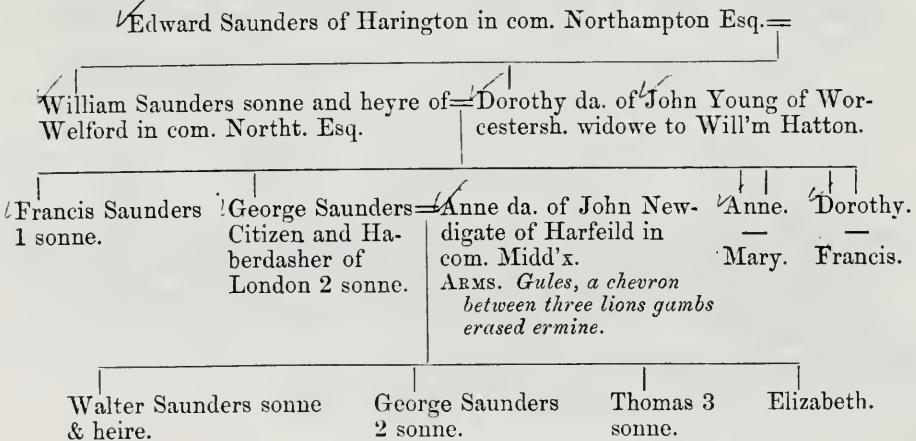 Edward Saunders of Harington in com. Northampton Esq.=
William Saunders sonne and heyre of=Dorothy da. of John Young of Wor-
Welford in com. Northt. Esq.
cestersh. widowe to Will'm Hatton.
Francis Saunders
1 sonne.
George Saunders=
Citizen and Ha-
berdasher of
London 2 sonne.
Anne da. of John New-
digate of Harfeild in
com. Midd'x.
ARMS. Gules, a chevron
between three lions gambs
erased ermine.
Anne.
—
Mary.
Dorothy.
—
Francis.
Walter Saunders sonne
& heire.
George Saunders
2 sonne.
Thomas 3
sonne.
Elizabeth.